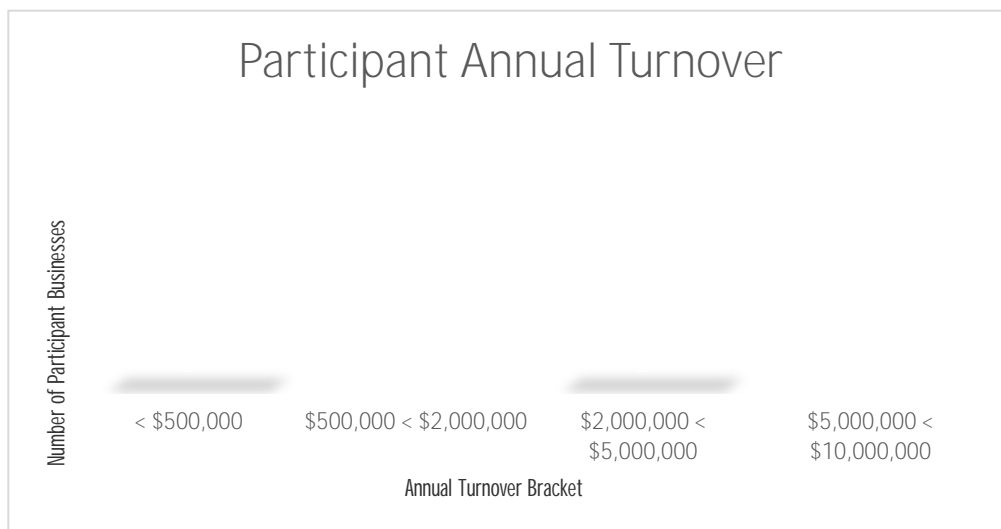 Participant Annual Turnover
Number of Participant Businesses
< $500,000
$500,000 < $2,000,000
$2,000,000 <
$5,000,000
$5,000,000 <
$10,000,000
Annual Turnover Bracket